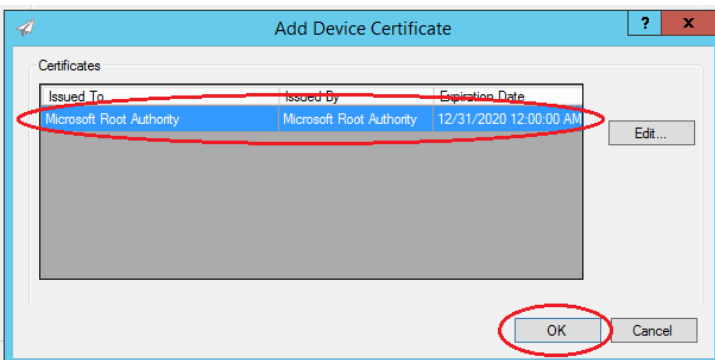 Add Device Certificate
? x
Certificates
Issued To Issued By Expiration Date
Microsoft Root Authority Microsoft Root Authority 12/31/2020 12:00:00 AM
Edit...
OK Cancel